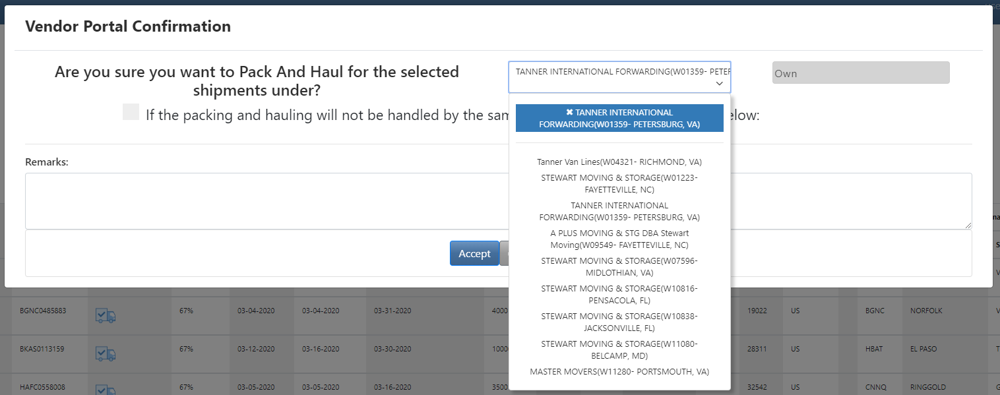 Vendor Portal Confirmation
Are you sure you want to Pack And Haul for the selected
shipments under?
TANNER INTERNATIONAL FORWARDING(W01359- PETER
Own
If the packing and hauling will not be handled by the
✖ TANNER INTERNATIONAL
FORWARDING(W01359- PETERSBURG, VA)
Remarks:
Tanner Van Lines(W04321- RICHMOND, VA)
STEWART MOVING & STORAGE(W01223-
FAYETTEVILLE, NC)
TANNER INTERNATIONAL
FORWARDING(W01359- PETERSBURG, VA)
A PLUS MOVING & STG DBA Stewart
Moving(W09549- FAYETTEVILLE, NC)
STEWART MOVING & STORAGE(W07596-
MIDLOTHIAN, VA)
STEWART MOVING & STORAGE(W10816-
PENSACOLA, FL)
STEWART MOVING & STORAGE(W10838-
JACKSONVILLE, FL)
STEWART MOVING & STORAGE(W11080-
BELCAMP, MD)
MASTER MOVERS(W11280- PORTSMOUTH, VA)
Accept
BGNC0485883 67% 03-04-2020 03-04-2020 03-31-2020 4000 19022 US BGNC NORFOLK
BKAS0113159 67% 03-12-2020 03-16-2020 03-30-2020 1000 28311 US HBAT EL PASO
HAFC0558008 67% 03-05-2020 03-05-2020 03-16-2020 3500 32542 US CNNQ RINGGOLD